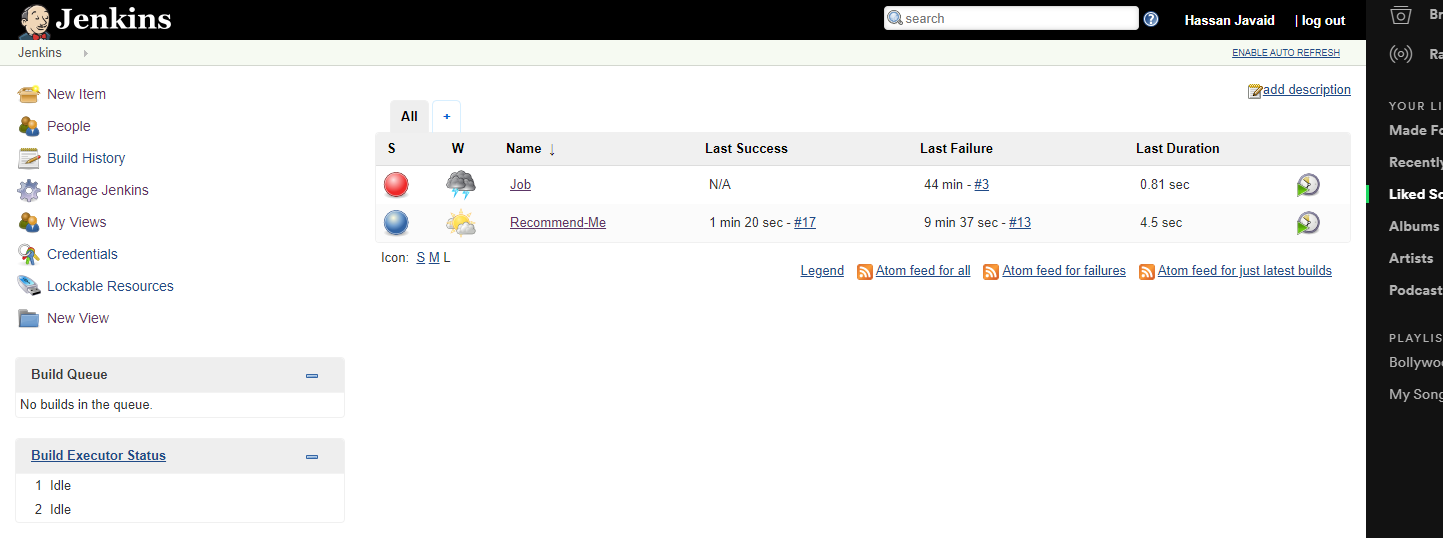 Jenkins
search
Hassan Javaid
| log out
Jenkins
ENABLE AUTO REFRESH
New Item
People
Build History
Manage Jenkins
My Views
Credentials
Lockable Resources
New View
Build Queue
No builds in the queue.
Build Executor Status
1 Idle
2 Idle
add description
All +
S W Name ↓ Last Success Last Failure Last Duration
Job N/A 44 min - #3 0.81 sec
Recommend-Me 1 min 20 sec - #17 9 min 37 sec - #13 4.5 sec
Icon: S M L
Legend Atom feed for all Atom feed for failures Atom feed for just latest builds
Br
Ra
YOUR LI
Made Fo
Recently
Liked So
Albums
Artists
Podcast
PLAYLIS
Bollywoo
My Song